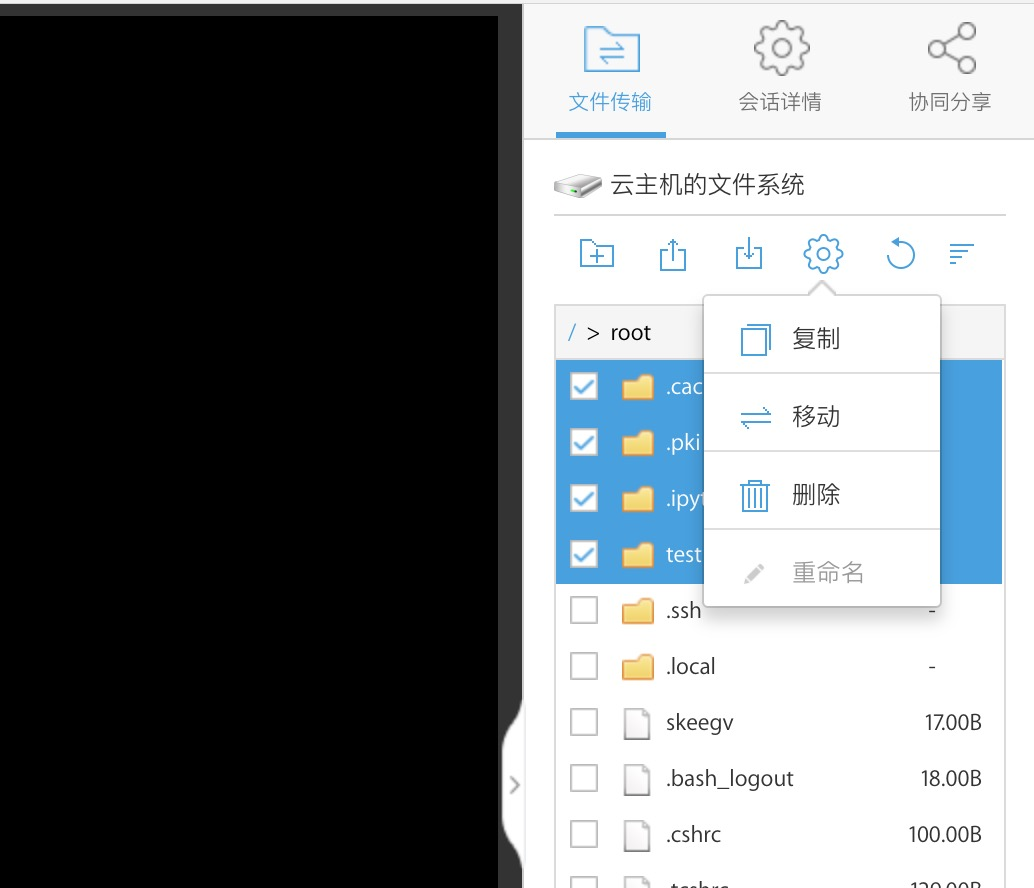 文件传输 会话详情 协同分享
云主机的文件系统
/ > root
复制
移动
删除
重命名
.cac
.pki
.ipy
test
.ssh -
.local -
skeegv 17.00B
.bash_logout 18.00B
.cshrc 100.00B